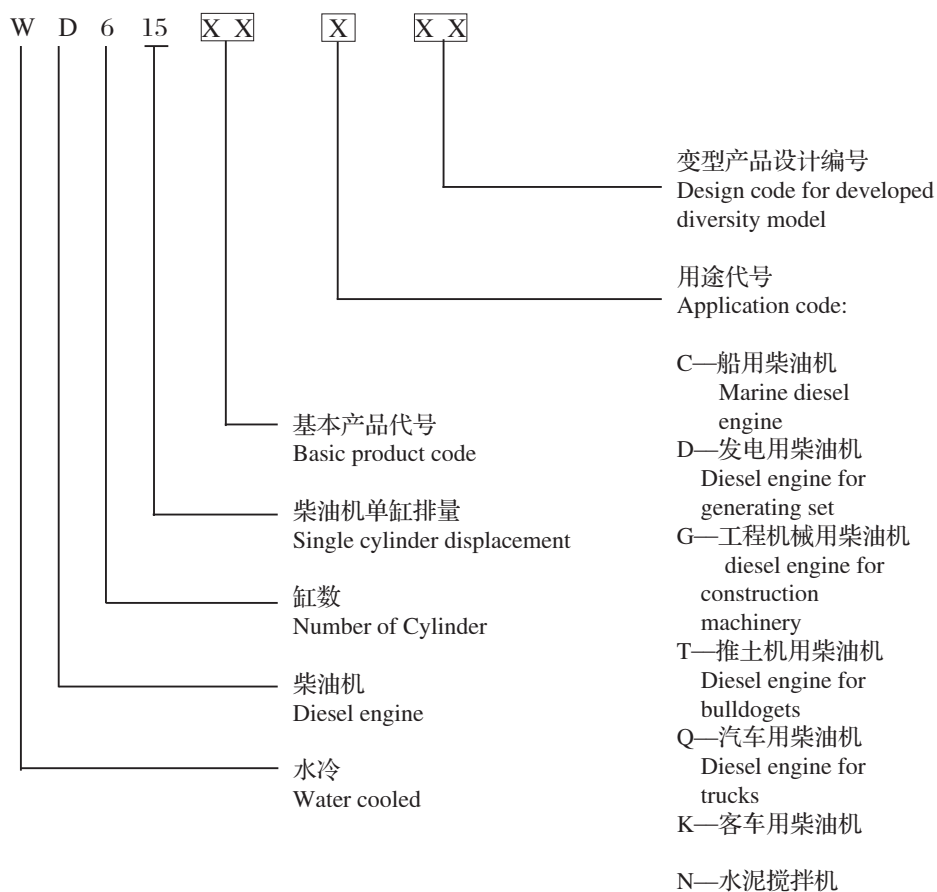 W D 6 15 X X X X X
变型产品设计编号
Design code for developed
diversity model
用途代号
Application code:
C—船用柴油机
Marine diesel
engine
D—发电用柴油机
Diesel engine for
generating set
G—工程机械用柴油机
diesel engine for
construction
machinery
T—推土机用柴油机
Diesel engine for
bulldogets
Q—汽车用柴油机
Diesel engine for
trucks
K—客车用柴油机
N—水泥搅拌机
基本产品代号
Basic product code
柴油机单缸排量
Single cylinder displacement
缸数
Number of Cylinder
柴油机
Diesel engine
水冷
Water cooled